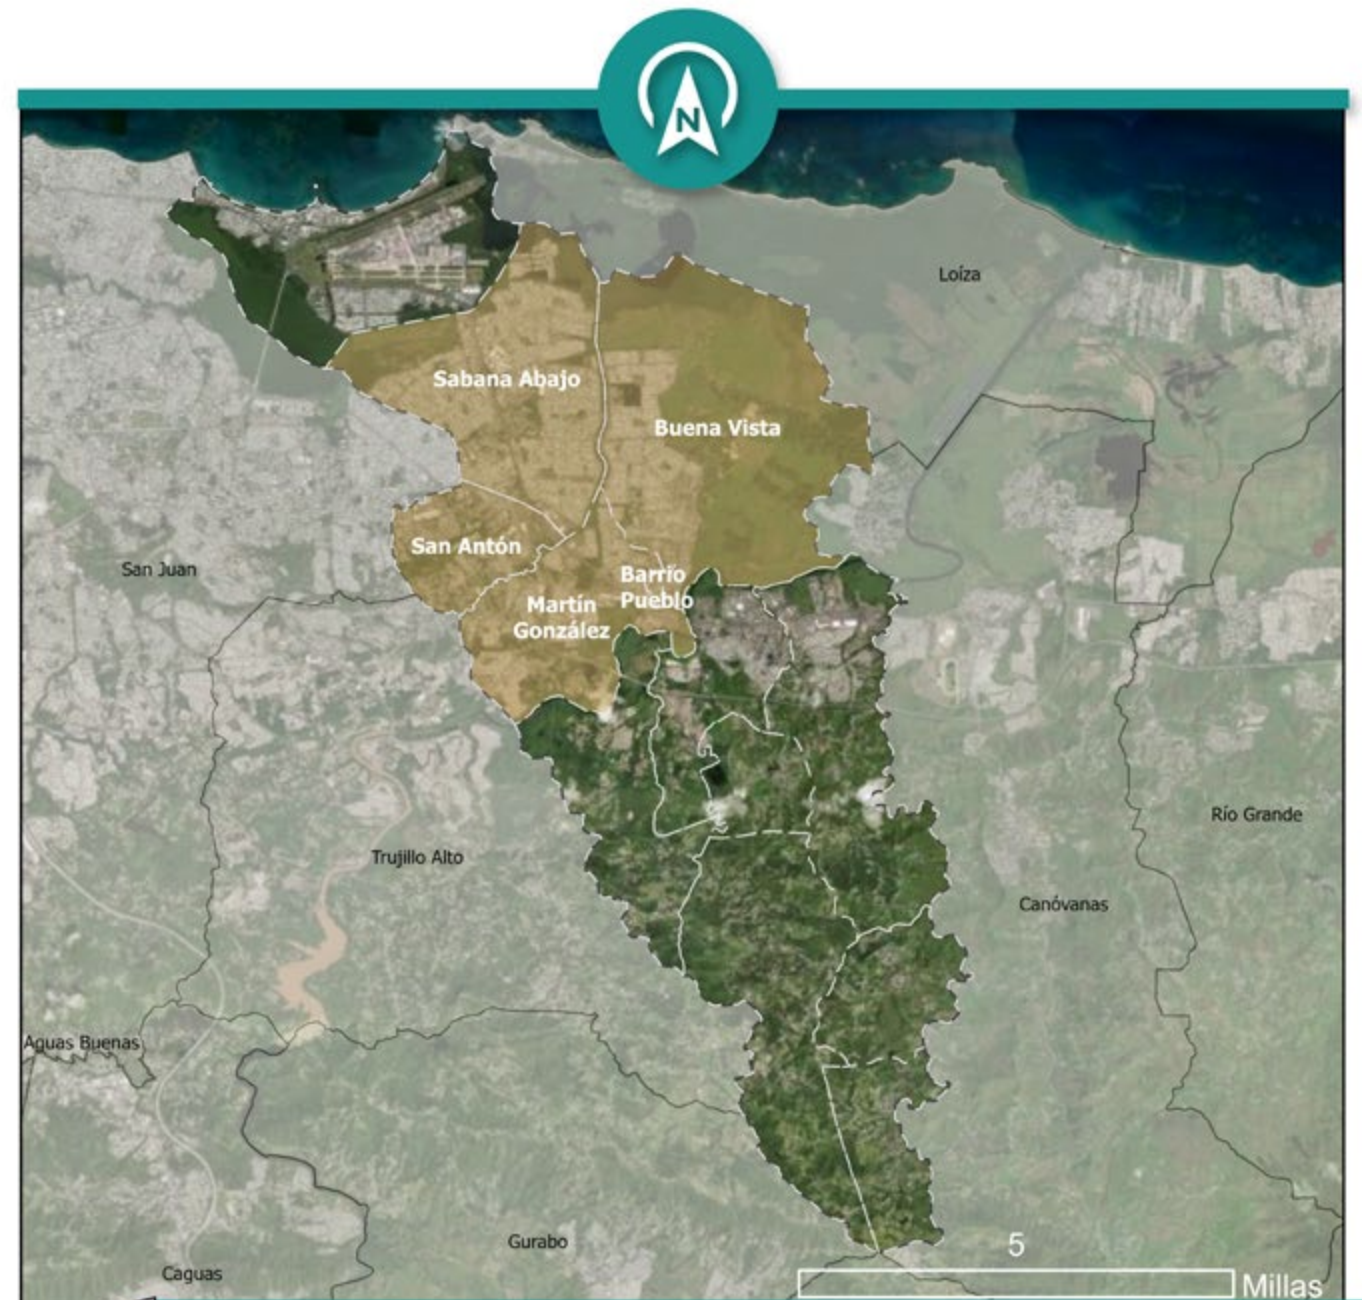 N
Loíza
Sabana Abajo
Buena Vista
San Antón
San Juan
Barrio
Pueblo
Martín
González
Río Grande
Trujillo Alto
Canóvanas
Aguas Buenas
Gurabo
5
Caguas
Millas